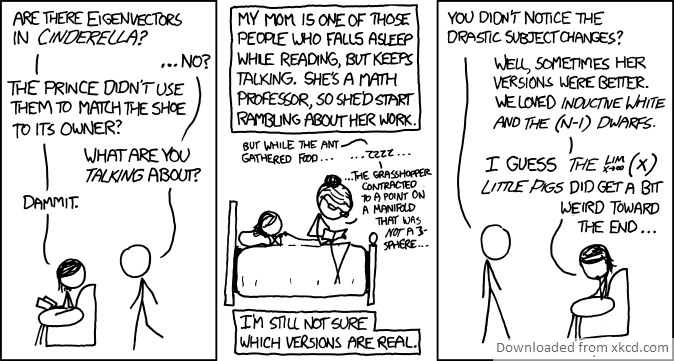 ARE THERE EIGENVECTORS
IN CINDERELLA?
...NO?
THE PRINCE DIDN'T USE
THEM TO MATCH THE SHOE
TO ITS OWNER?
WHAT ARE YOU
TALKING ABOUT?
DAMMIT.
MY MOM IS ONE OF THOSE
PEOPLE WHO FALLS ASLEEP
WHILE READING, BUT KEEPS
TALKING. SHE'S A MATH
PROFESSOR, SO SHE'D START
RAMBLING ABOUT HER WORK.
BUT WHILE THE ANT
GATHERED FOOD...
...ZZZZ...
...THE GRASSHOPPER
CONTRACTED
TO A POINT ON
A MANIFOLD
THAT WAS
NOT A 3-
SPHERE...
I'M STILL NOT SURE
WHICH VERSIONS ARE REAL.
YOU DIDN'T NOTICE THE
DRASTIC SUBJECT CHANGES?
WELL, SOMETIMES HER
VERSIONS WERE BETTER.
WE LOVED INDUCTIVE WHITE
AND THE (N-1) DWARFS.
I GUESS THE LIM X→∞ (X)
LITTLE PIGS DID GET A BIT
WEIRD TOWARD
THE END...
Downloaded from xkcd.com